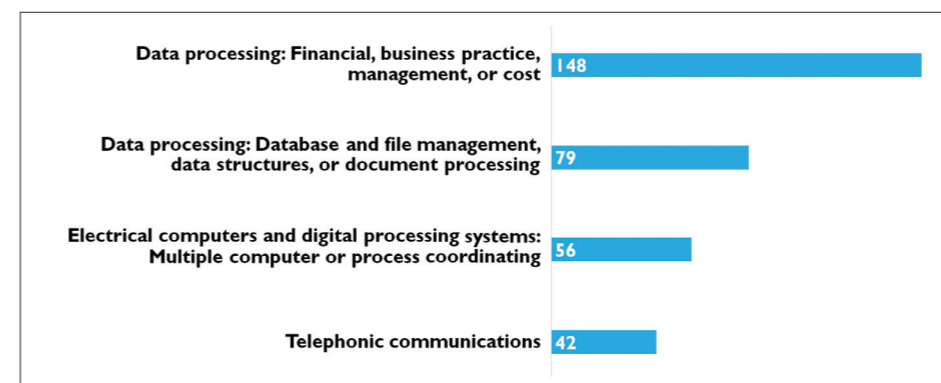 Data processing: Financial, business practice,
management, or cost
148
Data processing: Database and file management,
data structures, or document processing
79
Electrical computers and digital processing systems:
Multiple computer or process coordinating
56
Telephonic communications
42